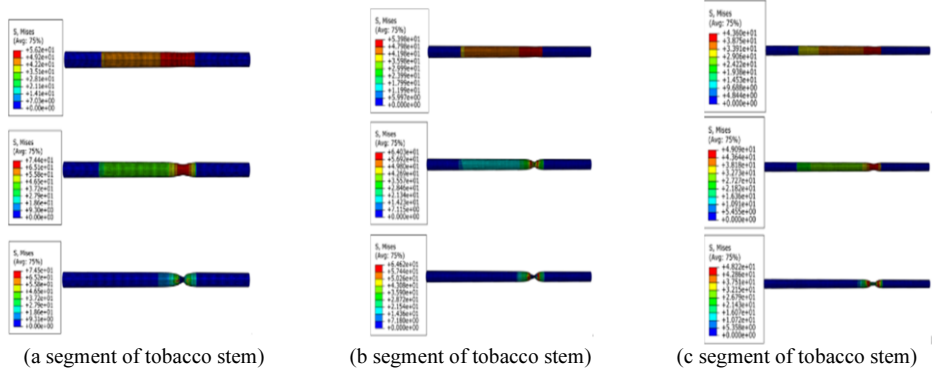 S, Mises
(Avg: 75%)
+5.62e+01
+4.92e+01
+4.22e+01
+3.51e+01
+2.81e+01
+2.11e+01
+1.41e+01
+7.03e+00
+0.00e+00
S, Mises
(Avg: 75%)
+7.44e+01
+6.51e+01
+5.58e+01
+4.65e+01
+3.72e+01
+2.79e+01
+1.86e+01
+9.30e+00
+0.00e+00
S, Mises
(Avg: 75%)
+7.45e+01
+6.52e+01
+5.58e+01
+4.65e+01
+3.72e+01
+2.79e+01
+1.86e+01
+9.31e+00
+0.00e+00
(a segment of tobacco stem)
S, Mises
(Avg: 75%)
+5.398e+01
+4.798e+01
+4.198e+01
+3.598e+01
+2.999e+01
+2.399e+01
+1.799e+01
+1.199e+01
+5.997e+00
+0.000e+00
S, Mises
(Avg: 75%)
+6.403e+01
+5.692e+01
+4.980e+01
+4.269e+01
+3.557e+01
+2.846e+01
+2.134e+01
+1.423e+01
+7.115e+00
+0.000e+00
S, Mises
(Avg: 75%)
+6.462e+01
+5.744e+01
+5.026e+01
+4.308e+01
+3.590e+01
+2.872e+01
+2.154e+01
+1.436e+01
+7.180e+00
+0.000e+00
(b segment of tobacco stem)
S, Mises
(Avg: 75%)
+4.360e+01
+3.875e+01
+3.391e+01
+2.906e+01
+2.422e+01
+1.938e+01
+1.453e+01
+9.688e+00
+4.844e+00
+0.000e+00
S, Mises
(Avg: 75%)
+4.909e+01
+4.364e+01
+3.818e+01
+3.273e+01
+2.727e+01
+2.182e+01
+1.636e+01
+1.091e+01
+5.455e+00
+0.000e+00
S, Mises
(Avg: 75%)
+4.822e+01
+4.286e+01
+3.751e+01
+3.215e+01
+2.679e+01
+2.143e+01
+1.607e+01
+1.072e+01
+5.358e+00
+0.000e+00
(c segment of tobacco stem)